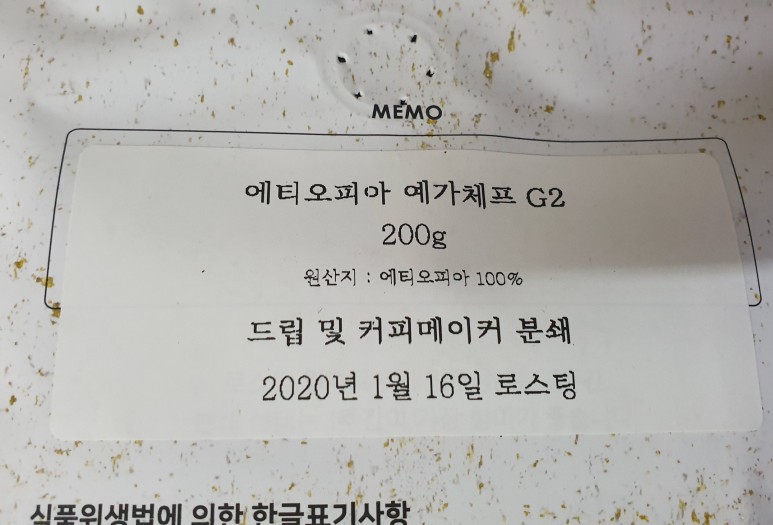 MEMO
에티오피아 예가체프 G2
200g
원산지 : 에티오피아 100%
드립 및 커피메이커 분쇄
2020년 1월 16일 로스팅
식품위생법에 의한 한글표기사항